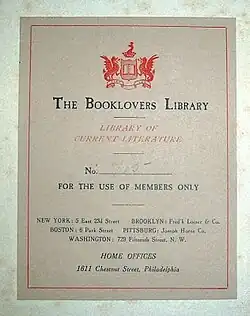 THE BOOKLOVERS LIBRARY
LIBRARY OF
CURRENT LITERATURE
No.
FOR THE USE OF MEMBERS ONLY
NEW YORK: 5 East 23d Street BROOKLYN: Fred'k Loeser & Co.
BOSTON: 6 Park Street PITTSBURG: Joseph Horne Co.
WASHINGTON: 729 Fifteenth Street, N. W.
HOME OFFICES
1811 Chestnut Street, Philadelphia